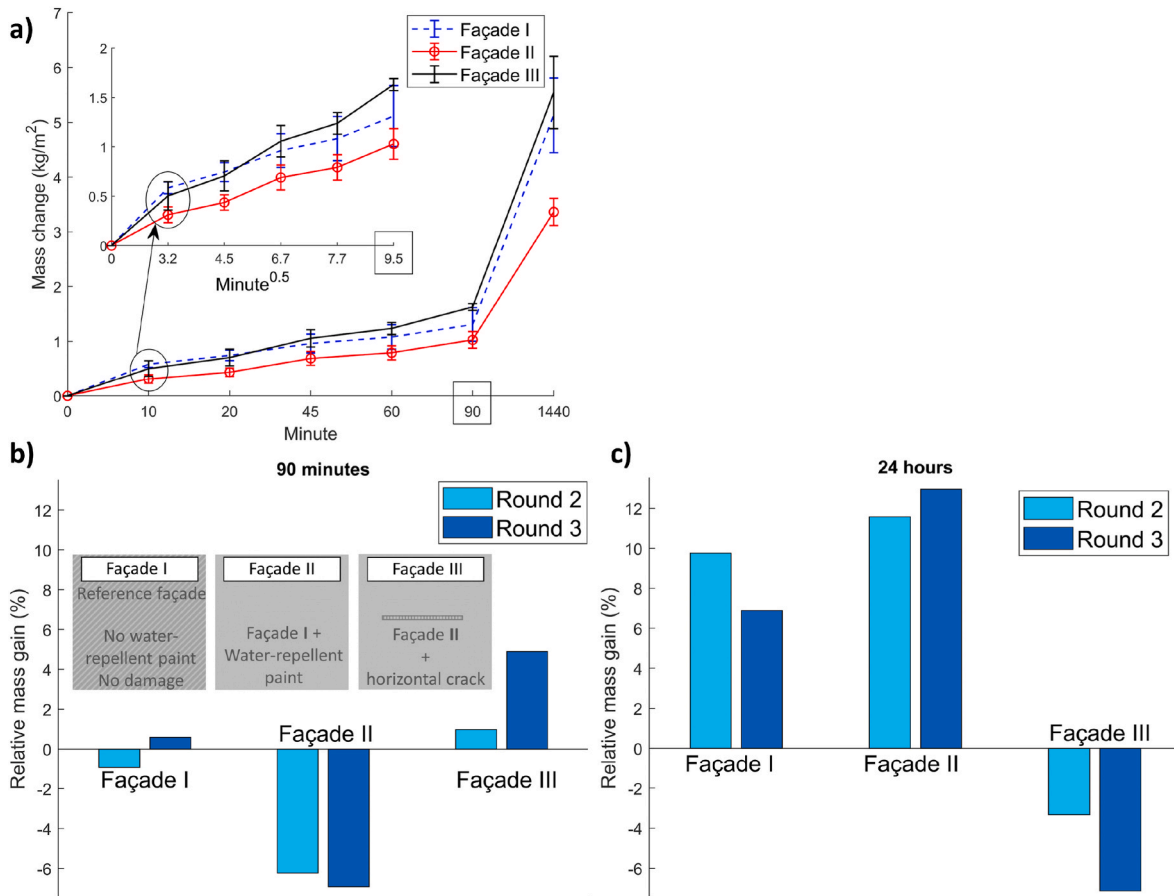 a)
Façade I
Façade II
Façade III
Mass change (kg/m²)
7
6
5
4
3
2
1
0
2
1.5
1
0.5
0
0
3.2
4.5
6.7
7.7
9.5
Minute^0.5
0
10
20
45
60
90
1440
Minute
b)
90 minutes
Round 2
Round 3
Relative mass gain (%)
12
10
8
6
4
2
0
-2
-4
-6
Façade I
Reference façade
No water-
repellent paint
No damage
Façade II
Façade I +
Water-repellent
paint
Façade III
Façade II
+
horizontal crack
Façade I
Façade II
Façade III
c)
24 hours
Round 2
Round 3
Relative mass gain (%)
12
10
8
6
4
2
0
-2
-4
-6
Façade I
Façade II
Façade III